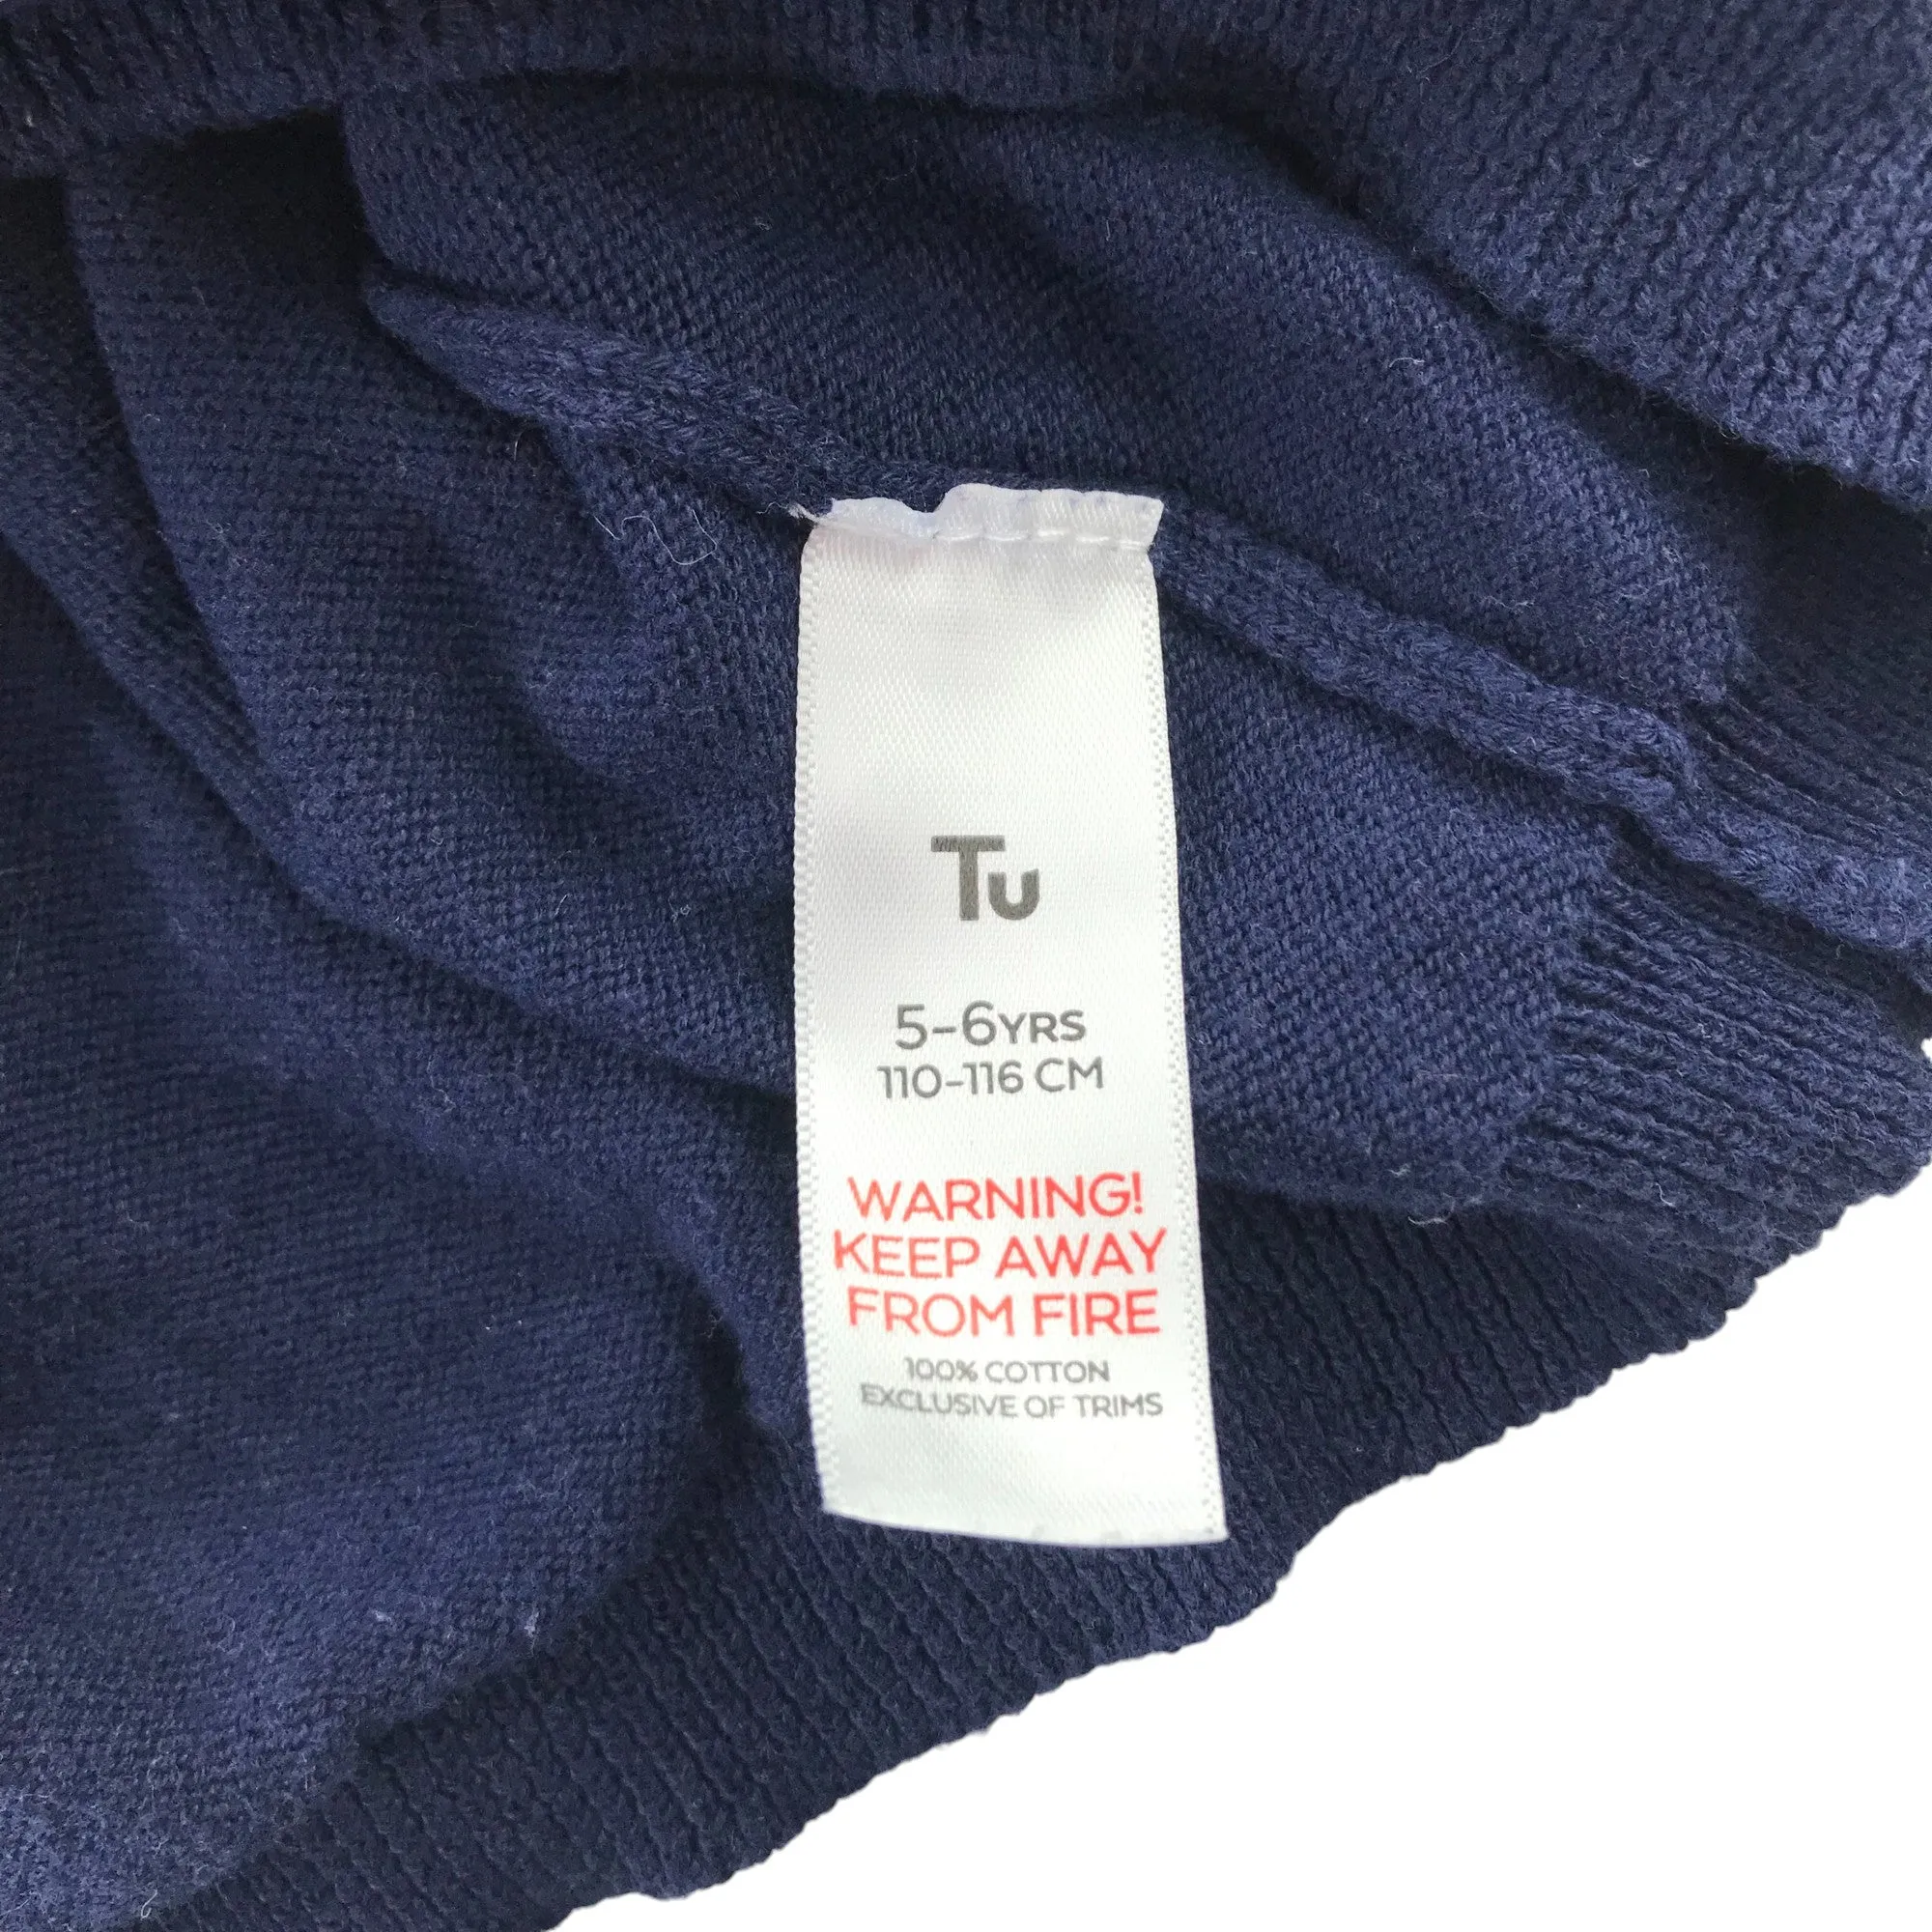 Tu
5-6YRS
110-116 CM
WARNING!
KEEP AWAY
FROM FIRE
100% COTTON
EXCLUSIVE OF TRIMS